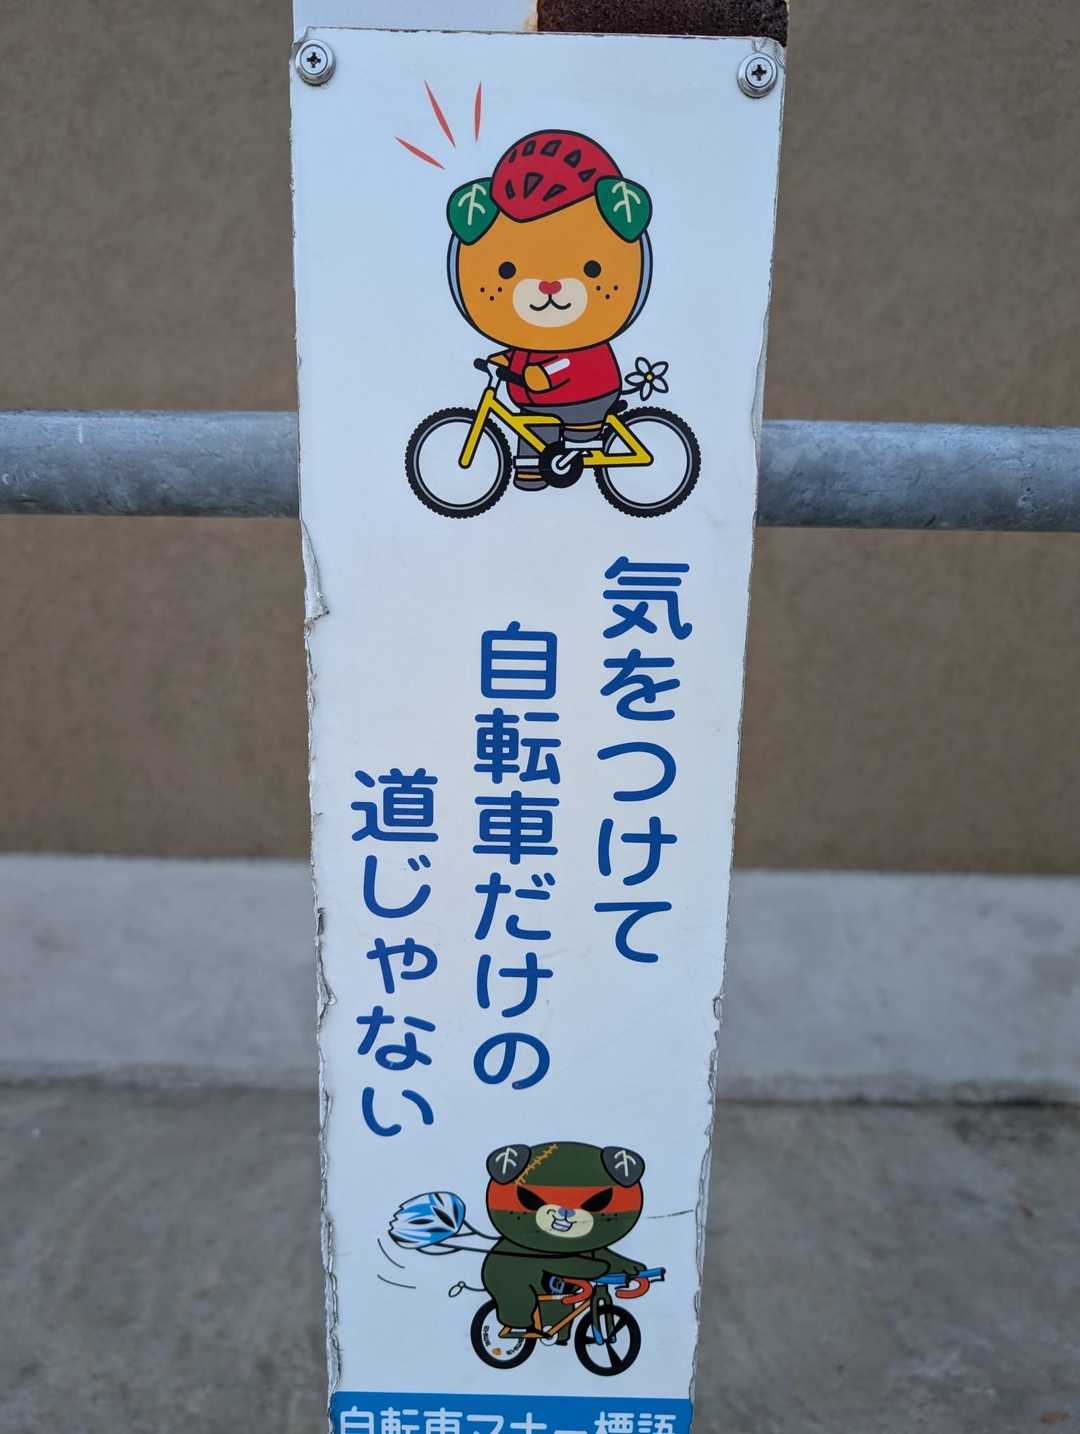 気をつけて
自転車だけの
道じゃない
自転車マナー標語